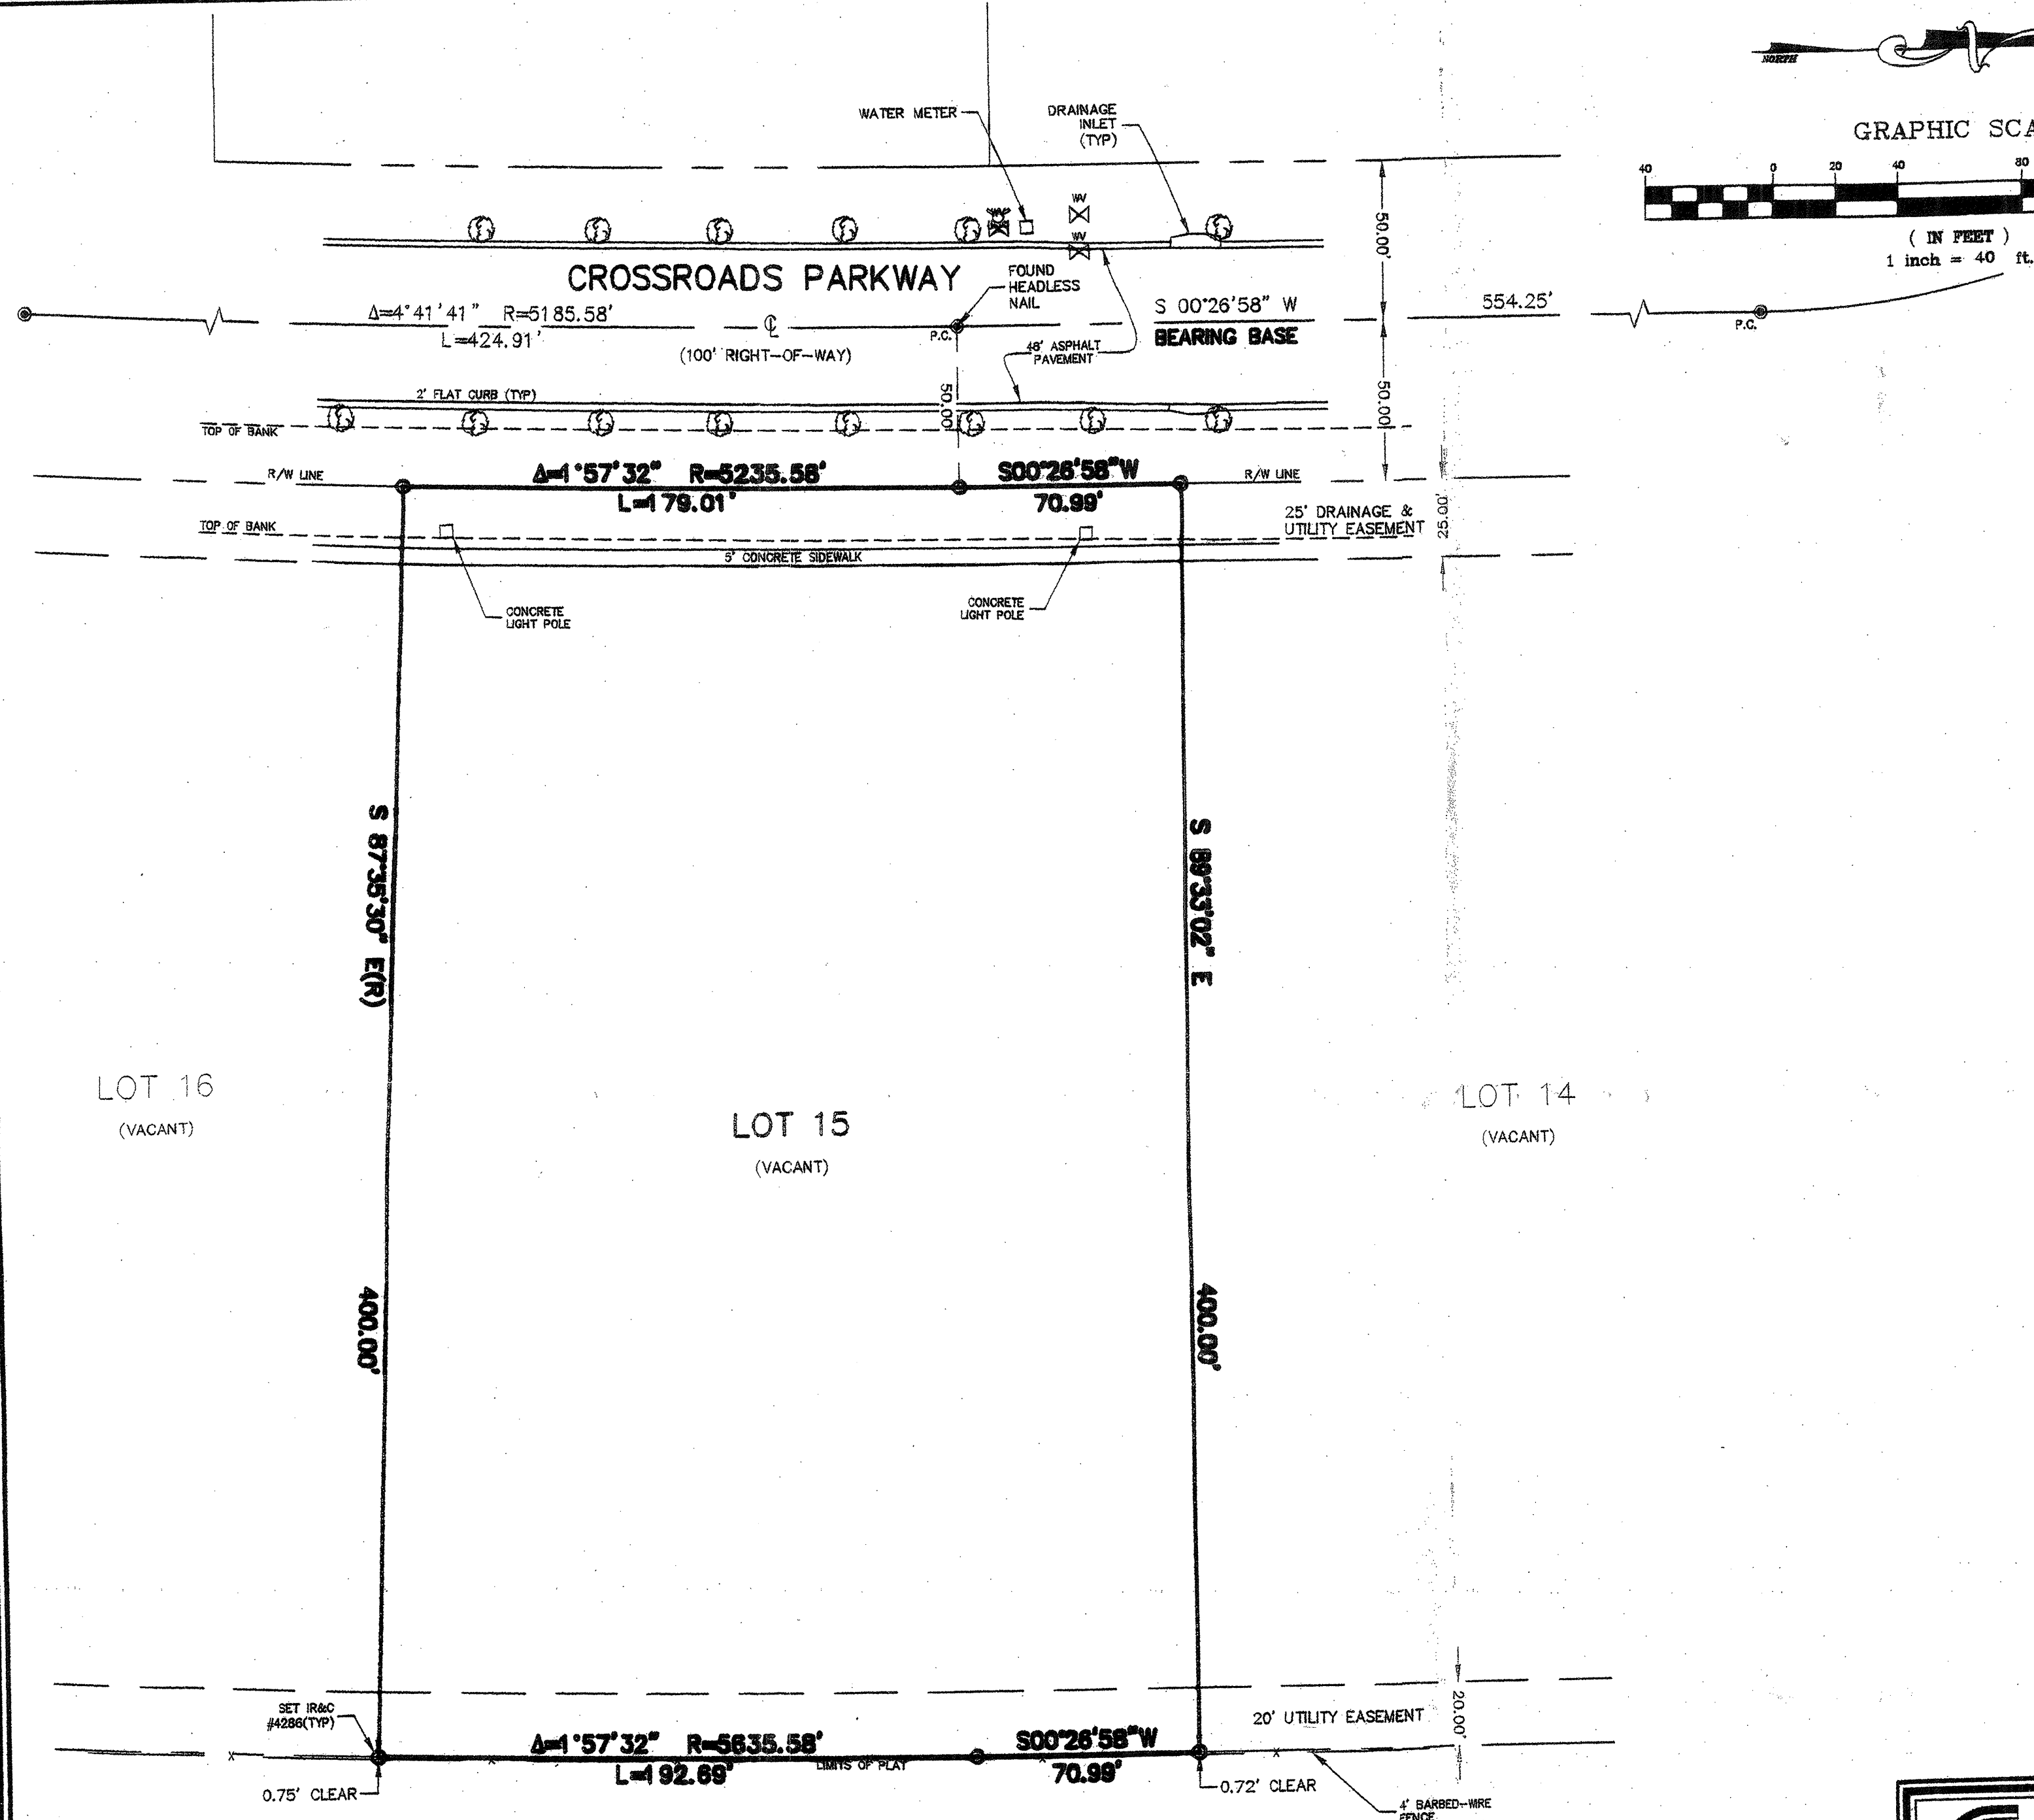 NORTH
GRAPHIC SCA
40 0 20 40 80
( IN FEET )
1 inch = 40 ft.
WATER METER
DRAINAGE
INLET
(TYP)
WV
WV
50.00'
CROSSROADS PARKWAY
FOUND
HEADLESS
NAIL
Δ=4°41'41" R=5185.58'
L=424.91'
℄
(100' RIGHT-OF-WAY)
P.C.
S 00°26'58" W
BEARING BASE
554.25'
P.C.
48' ASPHALT
PAVEMENT
50.00'
50.00'
2' FLAT CURB (TYP)
TOP OF BANK
R/W LINE
Δ=1°57'32" R=5235.58'
L=179.01'
S00°26'58"W
70.99'
R/W LINE
25' DRAINAGE &
UTILITY EASEMENT
25.00'
TOP OF BANK
5' CONCRETE SIDEWALK
CONCRETE
LIGHT POLE
CONCRETE
LIGHT POLE
S 87°35'30" E(R)
400.00'
S 89°33'02" E
400.00'
LOT 16
(VACANT)
LOT 15
(VACANT)
LOT 14
(VACANT)
SET IR&C
#4286(TYP)
20' UTILITY EASEMENT
20.00'
Δ=1°57'32" R=5635.58'
L=192.69'
LIMITS OF PLAT
S00°26'58"W
70.99'
0.75' CLEAR
0.72' CLEAR
4' BARBED-WIRE
FENCE